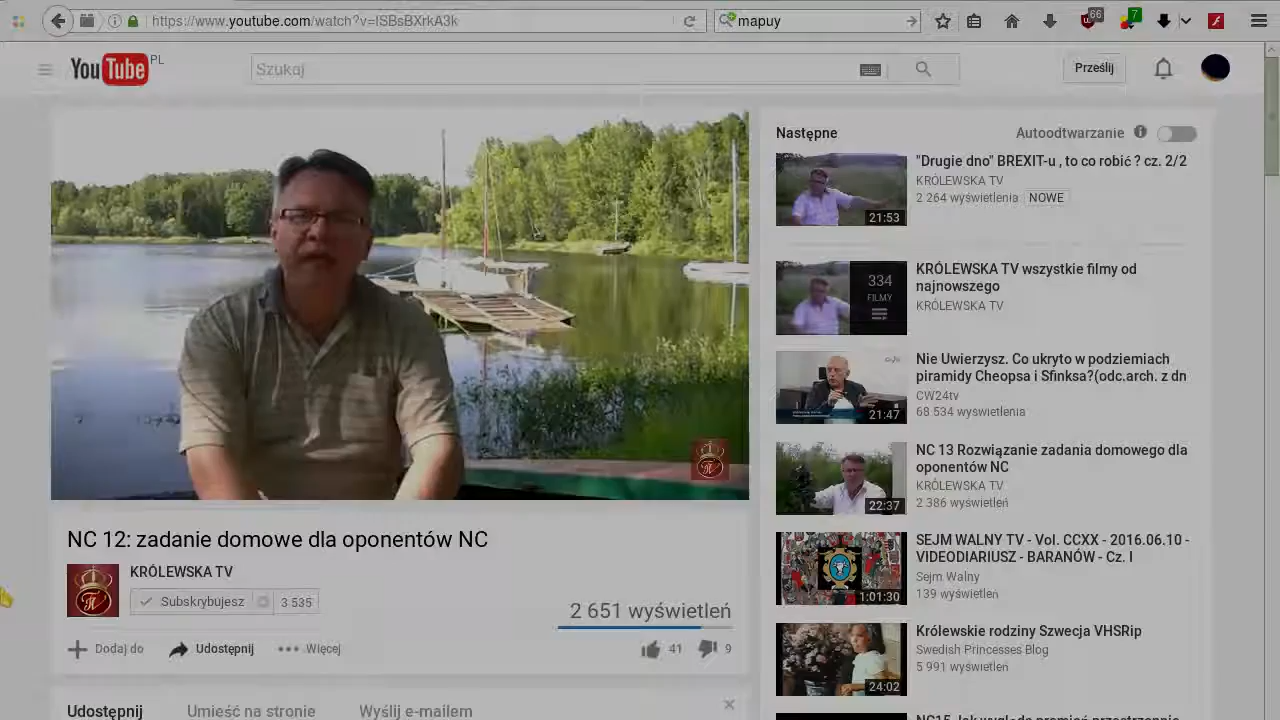 https://www.youtube.com/watch?v=lSBsBXrkA3k
mapuy
66
7
YouTube PL
Szukaj
Prześlij
NC 12: zadanie domowe dla oponentów NC
KRÓLEWSKA TV
Subskrybujesz
3 535
2 651 wyświetleń
Dodaj do
Udostępnij
Więcej
41
9
Udostępnij
Umieść na stronie
Wyślij e-mailem
Następne
Autoodtwarzanie
"Drugie dno" BREXIT-u , to co robić ? cz. 2/2
KRÓLEWSKA TV
2 264 wyświetlenia NOWE
21:53
KRÓLEWSKA TV wszystkie filmy od
najnowszego
KRÓLEWSKA TV
334
FILMY
Nie Uwierzysz. Co ukryto w podziemiach
piramidy Cheopsa i Sfinksa?(odc.arch. z dn
CW24tv
68 534 wyświetlenia
21:47
NC 13 Rozwiązanie zadania domowego dla
oponentów NC
KRÓLEWSKA TV
2 386 wyświetleń
22:37
SEJM WALNY TV - Vol. CCXX - 2016.06.10 -
VIDEODIARIUSZ - BARANÓW - Cz. I
Sejm Walny
139 wyświetleń
1:01:30
Królewskie rodziny Szwecja VHSRip
Swedish Princesses Blog
5 991 wyświetleń
24:02